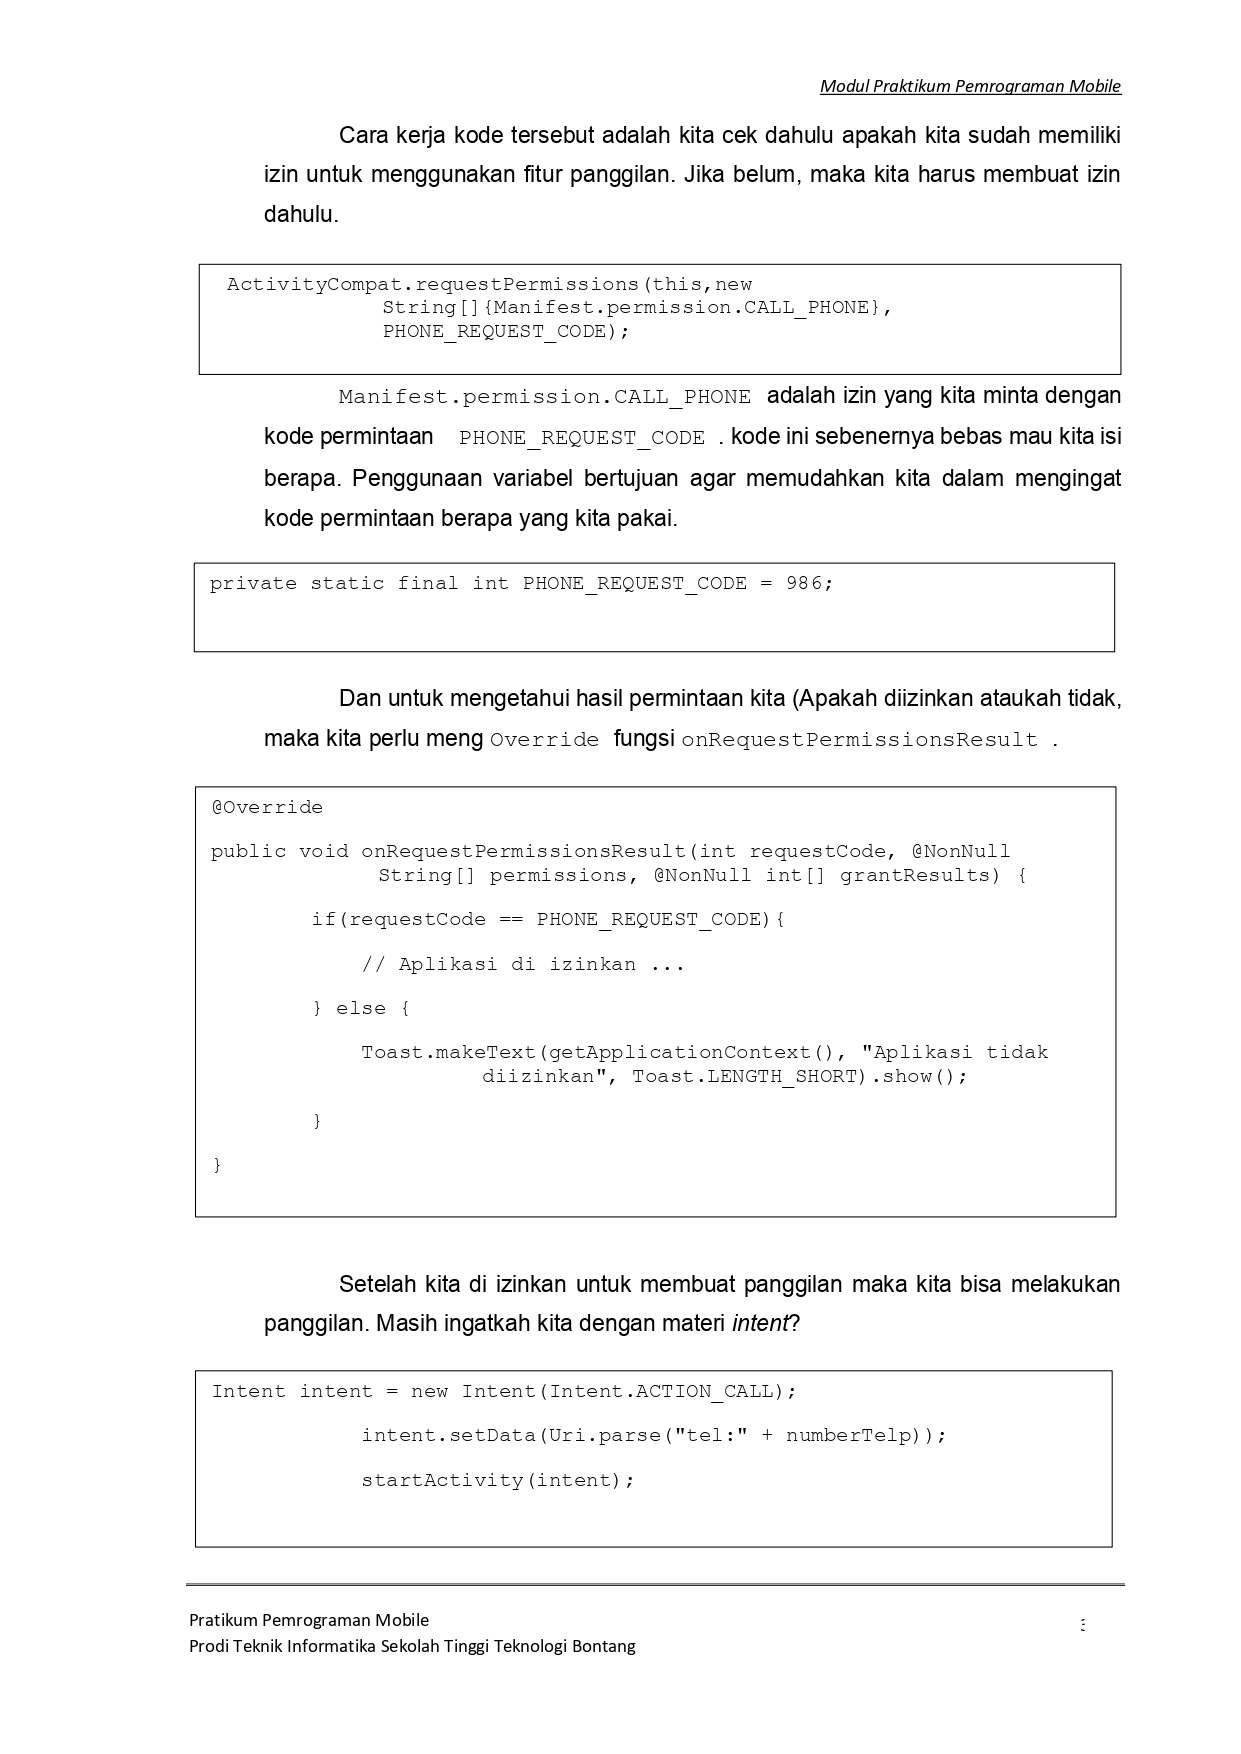 Modul Praktikum Pemrograman Mobile
Cara kerja kode tersebut adalah kita cek dahulu apakah kita sudah memiliki
izin untuk menggunakan fitur panggilan. Jika belum, maka kita harus membuat izin
dahulu.
ActivityCompat.requestPermissions(this,new
String[]{Manifest.permission.CALL_PHONE},
PHONE_REQUEST_CODE);
Manifest.permission.CALL_PHONE adalah izin yang kita minta dengan
kode permintaan PHONE_REQUEST_CODE . kode ini sebenernya bebas mau kita isi
berapa. Penggunaan variabel bertujuan agar memudahkan kita dalam mengingat
kode permintaan berapa yang kita pakai.
private static final int PHONE_REQUEST_CODE = 986;
Dan untuk mengetahui hasil permintaan kita (Apakah diizinkan ataukah tidak,
maka kita perlu meng Override fungsi onRequestPermissionsResult .
@Override
public void onRequestPermissionsResult(int requestCode, @NonNull
String[] permissions, @NonNull int[] grantResults) {
if(requestCode == PHONE_REQUEST_CODE){
// Aplikasi di izinkan ...
} else {
Toast.makeText(getApplicationContext(), "Aplikasi tidak
diizinkan", Toast.LENGTH_SHORT).show();
}
}
Setelah kita di izinkan untuk membuat panggilan maka kita bisa melakukan
panggilan. Masih ingatkah kita dengan materi intent?
Intent intent = new Intent(Intent.ACTION_CALL);
intent.setData(Uri.parse("tel:" + numberTelp));
startActivity(intent);
Pratikum Pemrograman Mobile
Prodi Teknik Informatika Sekolah Tinggi Teknologi Bontang